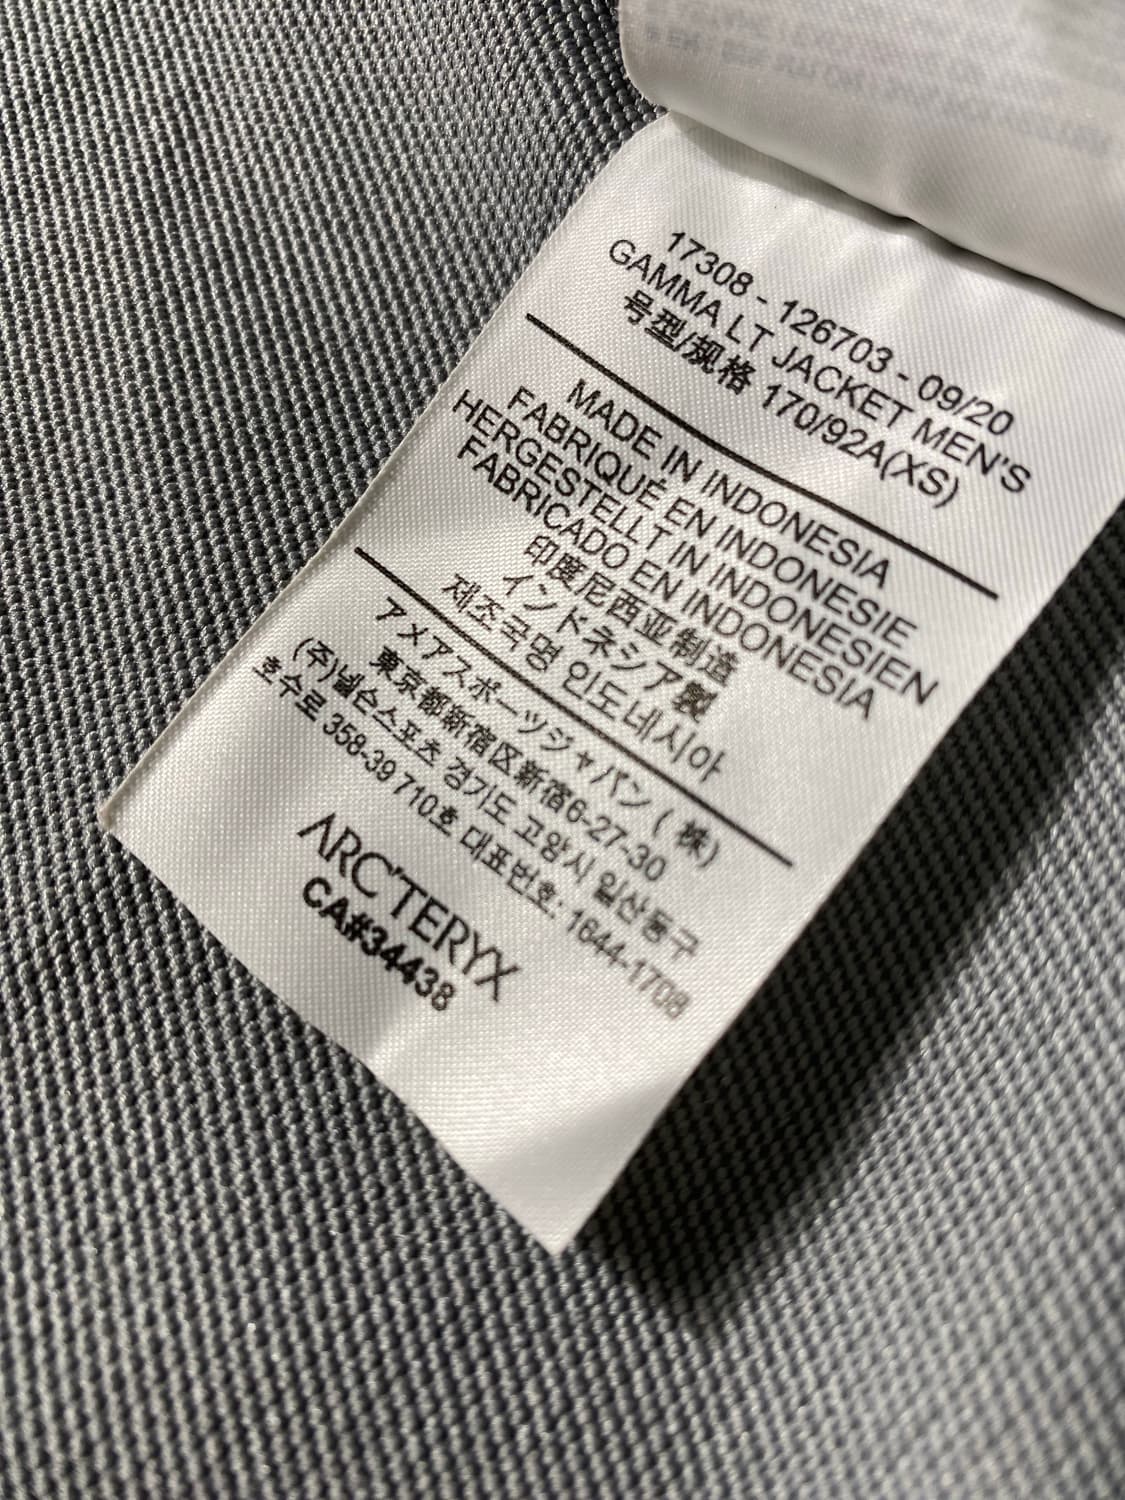 17308 - 126703 - 09/20
GAMMA LT JACKET MEN'S
号型/规格 170/92A(XS)
MADE IN INDONESIA
FABRIQUÉ EN INDONESIE
HERGESTELLT IN INDONESIEN
FABRICADO EN INDONESIA
印度尼西亚制造
インドネシア製
제조국명 인도네시아
アメアスポーツジャパン ( 株)
東京都新宿区新宿6-27-30
(주)넬슨스포츠 경기도 고양시 일산동구
호수로 358-39 710호 대표번호: 1644-1708
ARC'TERYX
CA#34438